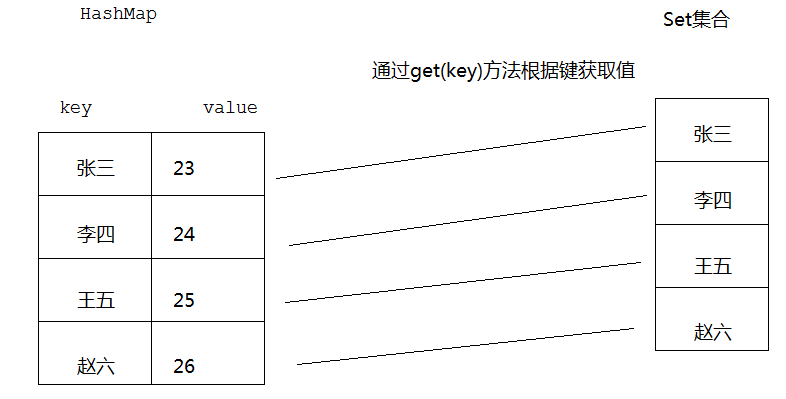 HashMap
Set集合
通过get(key)方法根据键获取值
key value
张三 23
李四 24
王五 25
赵六 26
张三
李四
王五
赵六